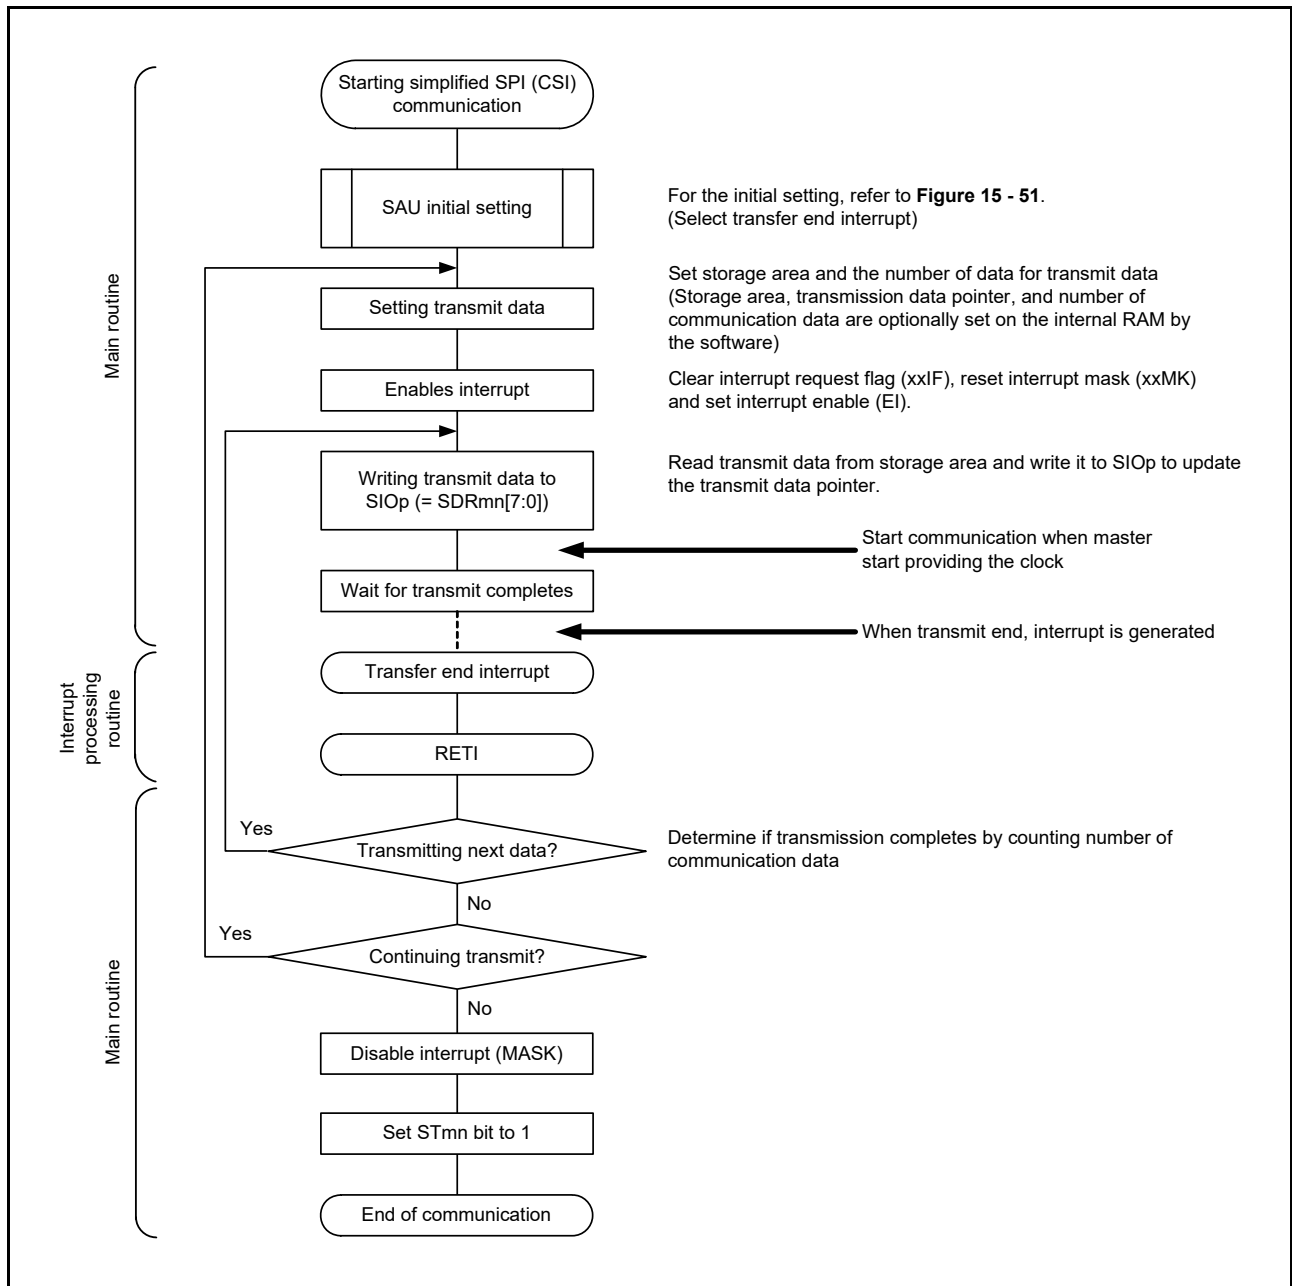 Starting simplified SPI (CSI)
communication
SAU initial setting
For the initial setting, refer to Figure 15 - 51.
(Select transfer end interrupt)
Main routine
Setting transmit data
Set storage area and the number of data for transmit data
(Storage area, transmission data pointer, and number of
communication data are optionally set on the internal RAM by
the software)
Enables interrupt
Clear interrupt request flag (xxIF), reset interrupt mask (xxMK)
and set interrupt enable (EI).
Writing transmit data to
SIOp (= SDRmn[7:0])
Read transmit data from storage area and write it to SIOp to update
the transmit data pointer.
Start communication when master
start providing the clock
Wait for transmit completes
When transmit end, interrupt is generated
Interrupt
processing
routine
Transfer end interrupt
RETI
Main routine
Yes
Transmitting next data?
Determine if transmission completes by counting number of
communication data
No
Yes
Continuing transmit?
No
Disable interrupt (MASK)
Set STmn bit to 1
End of communication